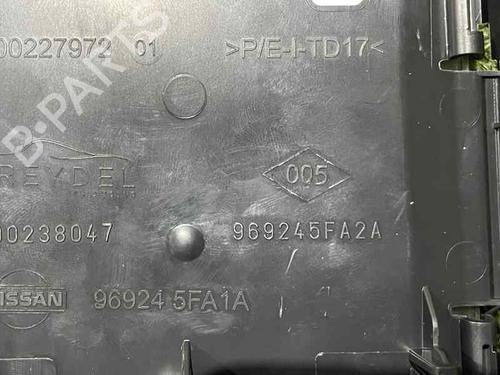 00227972 01
>P/E-I-TD17<
B-PARTS
REYDEL
005
00238047
969245FA2A
NISSAN
96924 5FA1A